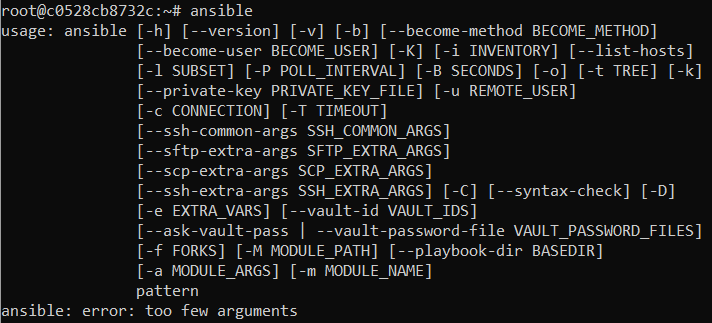 root@c0528cb8732c:~# ansible
usage: ansible [-h] [--version] [-v] [-b] [--become-method BECOME_METHOD]
[--become-user BECOME_USER] [-K] [-i INVENTORY] [--list-hosts]
[-l SUBSET] [-P POLL_INTERVAL] [-B SECONDS] [-o] [-t TREE] [-k]
[--private-key PRIVATE_KEY_FILE] [-u REMOTE_USER]
[-c CONNECTION] [-T TIMEOUT]
[--ssh-common-args SSH_COMMON_ARGS]
[--sftp-extra-args SFTP_EXTRA_ARGS]
[--scp-extra-args SCP_EXTRA_ARGS]
[--ssh-extra-args SSH_EXTRA_ARGS] [-C] [--syntax-check] [-D]
[-e EXTRA_VARS] [--vault-id VAULT_IDS]
[--ask-vault-pass | --vault-password-file VAULT_PASSWORD_FILES]
[-f FORKS] [-M MODULE_PATH] [--playbook-dir BASEDIR]
[-a MODULE_ARGS] [-m MODULE_NAME]
pattern
ansible: error: too few arguments